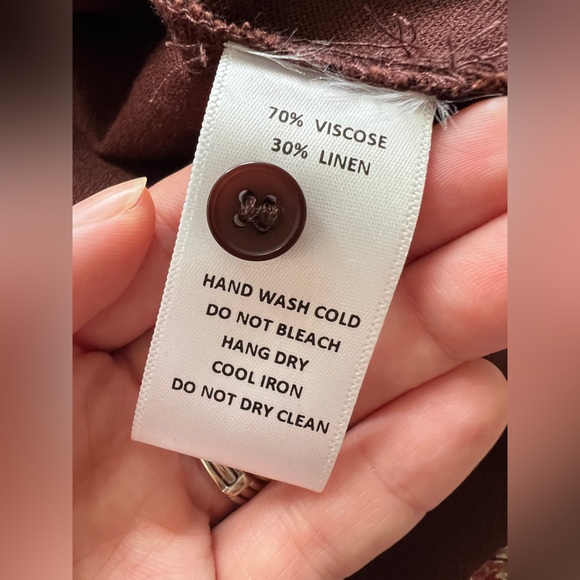 70% VISCOSE
30% LINEN
HAND WASH COLD
DO NOT BLEACH
HANG DRY
COOL IRON
DO NOT DRY CLEAN